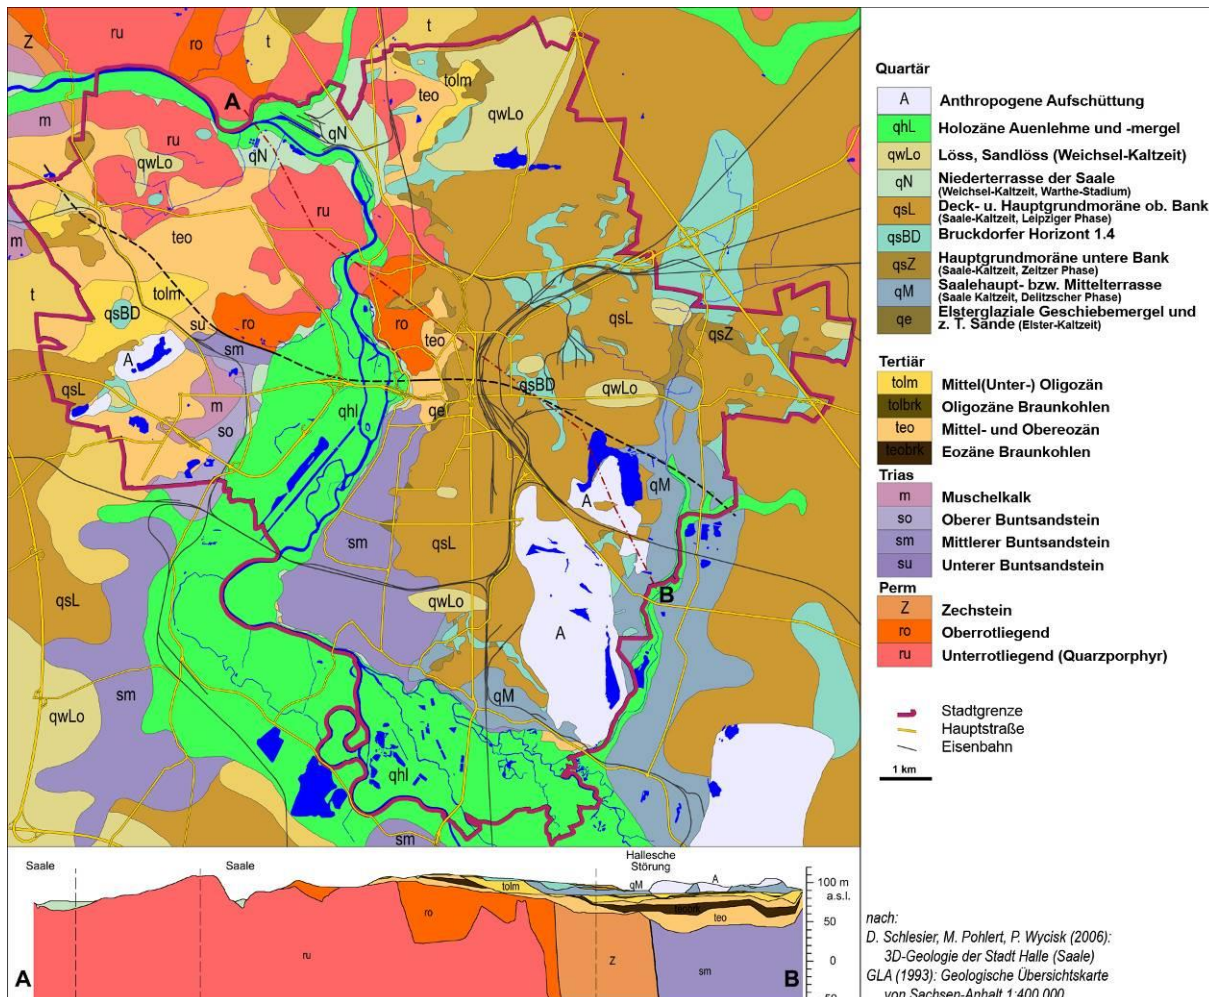 t
Z
ru
ro
t
tolm
A
teo
qwLo
m
qN
ru
qwLo
qN
ru
m
teo
t
tolm
qsBD
su
ro
ro
qsL
qsZ
sm
teo
A
qsBD
qwLo
qsL
m
qhl
qe
so
A
qM
sm
qsL
B
qsL
qwLo
A
sm
qM
qwLo
qhl
sm
Quartär
A Anthropogene Aufschüttung
qhL Holozäne Auenlehme und -mergel
qwLo Löss, Sandlöss (Weichsel-Kaltzeit)
qN Niederterrasse der Saale
(Weichsel-Kaltzeit, Warthe-Stadium)
qsL Deck- u. Hauptgrundmoräne ob. Bank
(Saale-Kaltzeit, Leipziger Phase)
qsBD Bruckdorfer Horizont 1.4
qsZ Hauptgrundmoräne untere Bank
(Saale-Kaltzeit, Zeitzer Phase)
qM Saalehaupt- bzw. Mittelterrasse
(Saale Kaltzeit, Delitzscher Phase)
qe Elsterglaziale Geschiebemergel und
z. T. Sande (Elster-Kaltzeit)
Tertiär
tolm Mittel(Unter-) Oligozän
tolbrk Oligozäne Braunkohlen
teo Mittel- und Obereozän
teobrk Eozäne Braunkohlen
Trias
m Muschelkalk
so Oberer Buntsandstein
sm Mittlerer Buntsandstein
su Unterer Buntsandstein
Perm
Z Zechstein
ro Oberrotliegend
ru Unterrotliegend (Quarzporphyr)
Stadtgrenze
Hauptstraße
Eisenbahn
1 km
Saale
Saale
Hallesche
Störung
tolm
qM
A
100 m
a.s.l.
ro
teo
50
ru
Z
sm
0
A
B
50
nach:
D. Schlesier, M. Pohlert, P. Wycisk (2006):
3D-Geologie der Stadt Halle (Saale)
GLA (1993): Geologische Übersichtskarte
von Sachsen-Anhalt 1:400 000